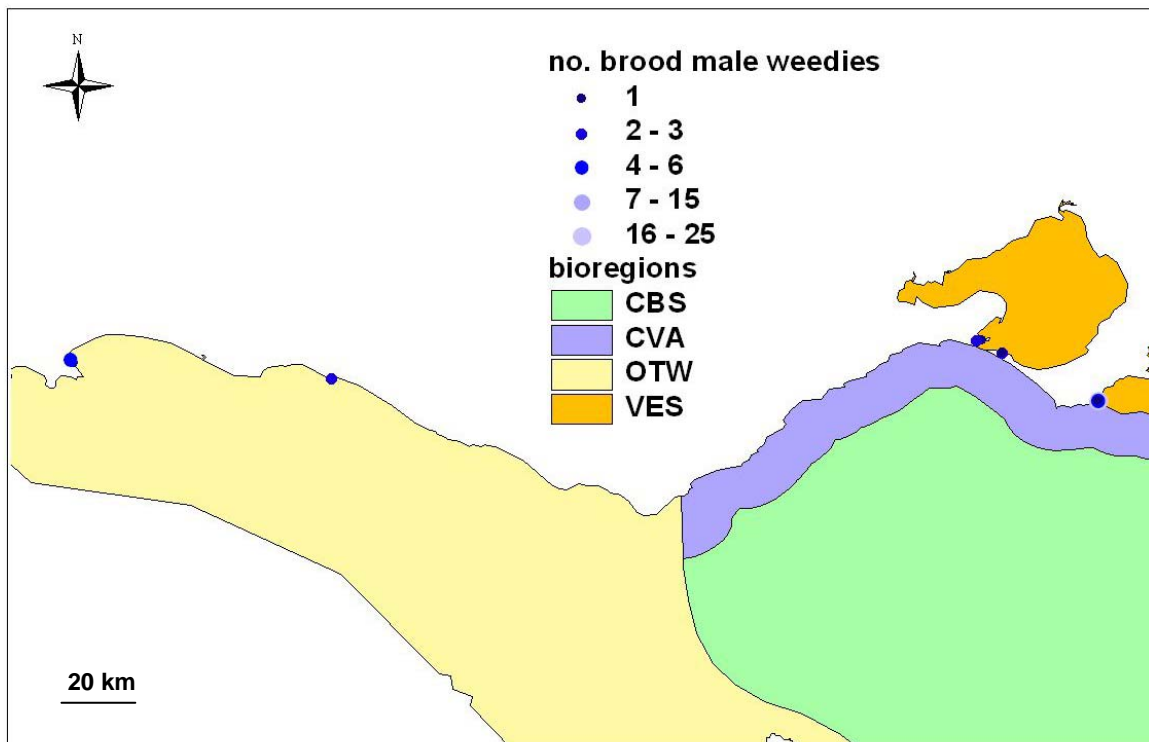 N
no. brood male weedies
1
2 - 3
4 - 6
7 - 15
16 - 25
bioregions
CBS
CVA
OTW
VES
20 km